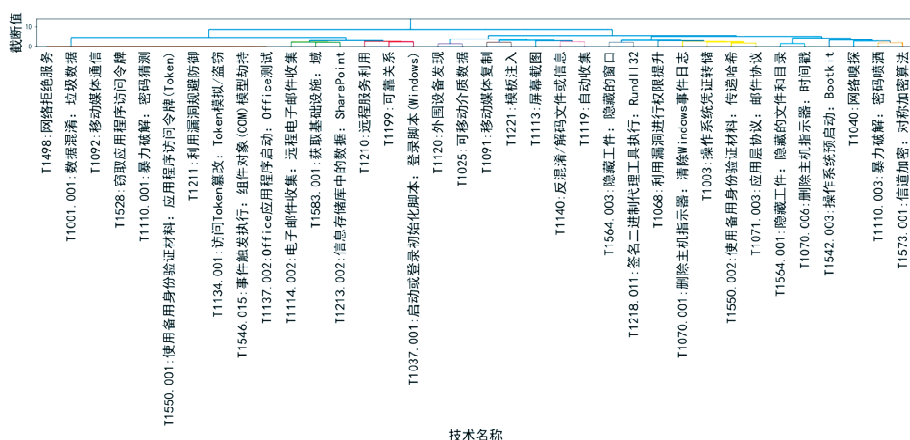 截断值
10
0
T1498:网络拒绝服务
T1001.001:数据混淆: 垃圾数据
T1092:移动媒体通信
T1528:窃取应用程序访问令牌
T1110.001:暴力破解: 密码猜测
T1550.001:使用备用身份验证材料: 应用程序访问令牌(Token)
T1211:利用漏洞规避防御
T1134.001:访问Token篡改: Token模拟/盗窃
T1546.015:事件触发执行:组件对象(COM)模型劫持
T1137.002:Office应用程序启动: Office测试
T1114.002:电子邮件收集: 远程电子邮件收集
T1583.001:获取基础设施: 域
T1213.002:信息存储库中的数据: SharePoint
T1210:远程服务利用
T1199:可靠关系
T1037.001:启动或登录初始化脚本: 登录脚本(Windows)
T1120:外围设备发现
T1025:可移动介质数据
T1091:移动媒体复制
T1221:模板注入
T1113:屏幕截图
T1140:反混淆/解码文件或信息
T1119:自动收集
T1564.003:隐藏工件: 隐藏的窗口
T1218.011:签名二进制代理工具执行: Rundll32
T1068:利用漏洞进行权限提升
T1070.001:删除主机指示器: 清除Windows事件日志
T1003:操作系统凭证转储
T1550.002:使用备用身份验证材料: 传递哈希
T1071.003:应用层协议: 邮件协议
T1564.001:隐藏工件: 隐藏的文件和目录
T1070.006:删除主机指示器: 时间戳
T1542.003:操作系统预启动: Bootkit
T1040:网络嗅探
T1110.003:暴力破解: 密码喷洒
T1573.001:信道加密: 对称加密算法
技术名称